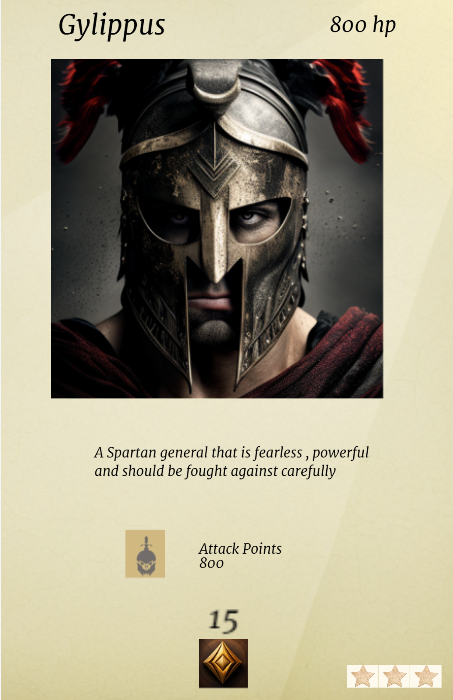 Gylippus
800 hp
A Spartan general that is fearless , powerful
and should be fought against carefully
Attack Points
800
15